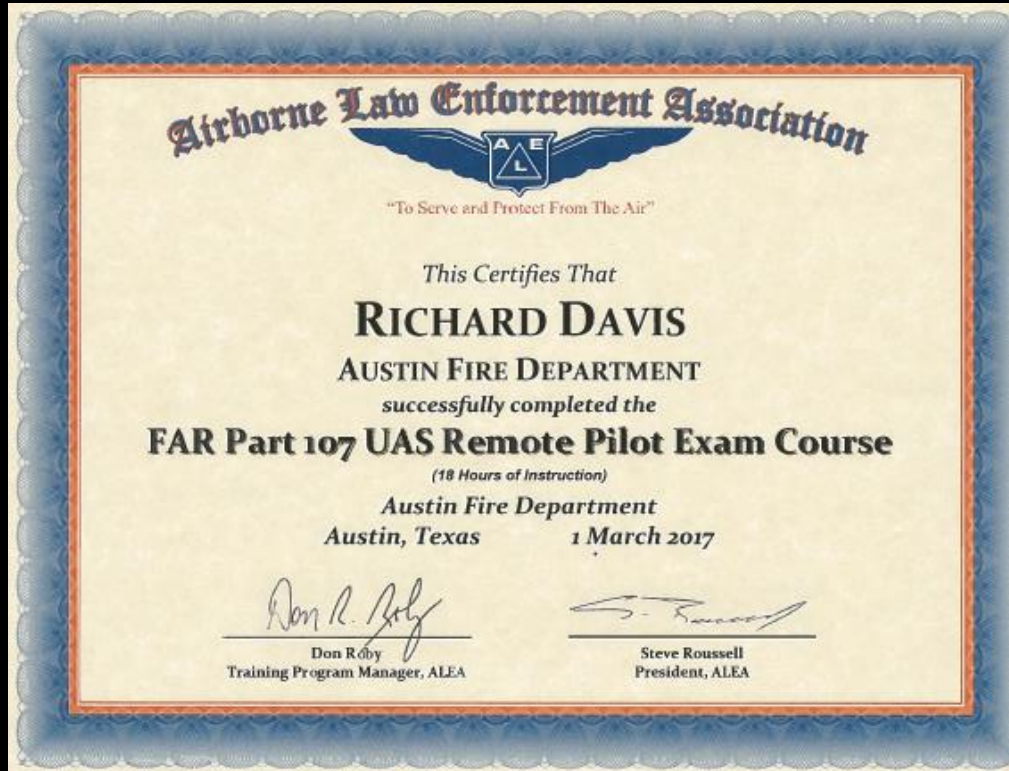 Airborne Law Enforcement Association
A L E
"To Serve and Protect From The Air"
This Certifies That
RICHARD DAVIS
AUSTIN FIRE DEPARTMENT
successfully completed the
FAR Part 107 UAS Remote Pilot Exam Course
(18 Hours of Instruction)
Austin Fire Department
Austin, Texas 1 March 2017
Don R. Roby
Don Roby Steve Roussell
Training Program Manager, ALEA President, ALEA